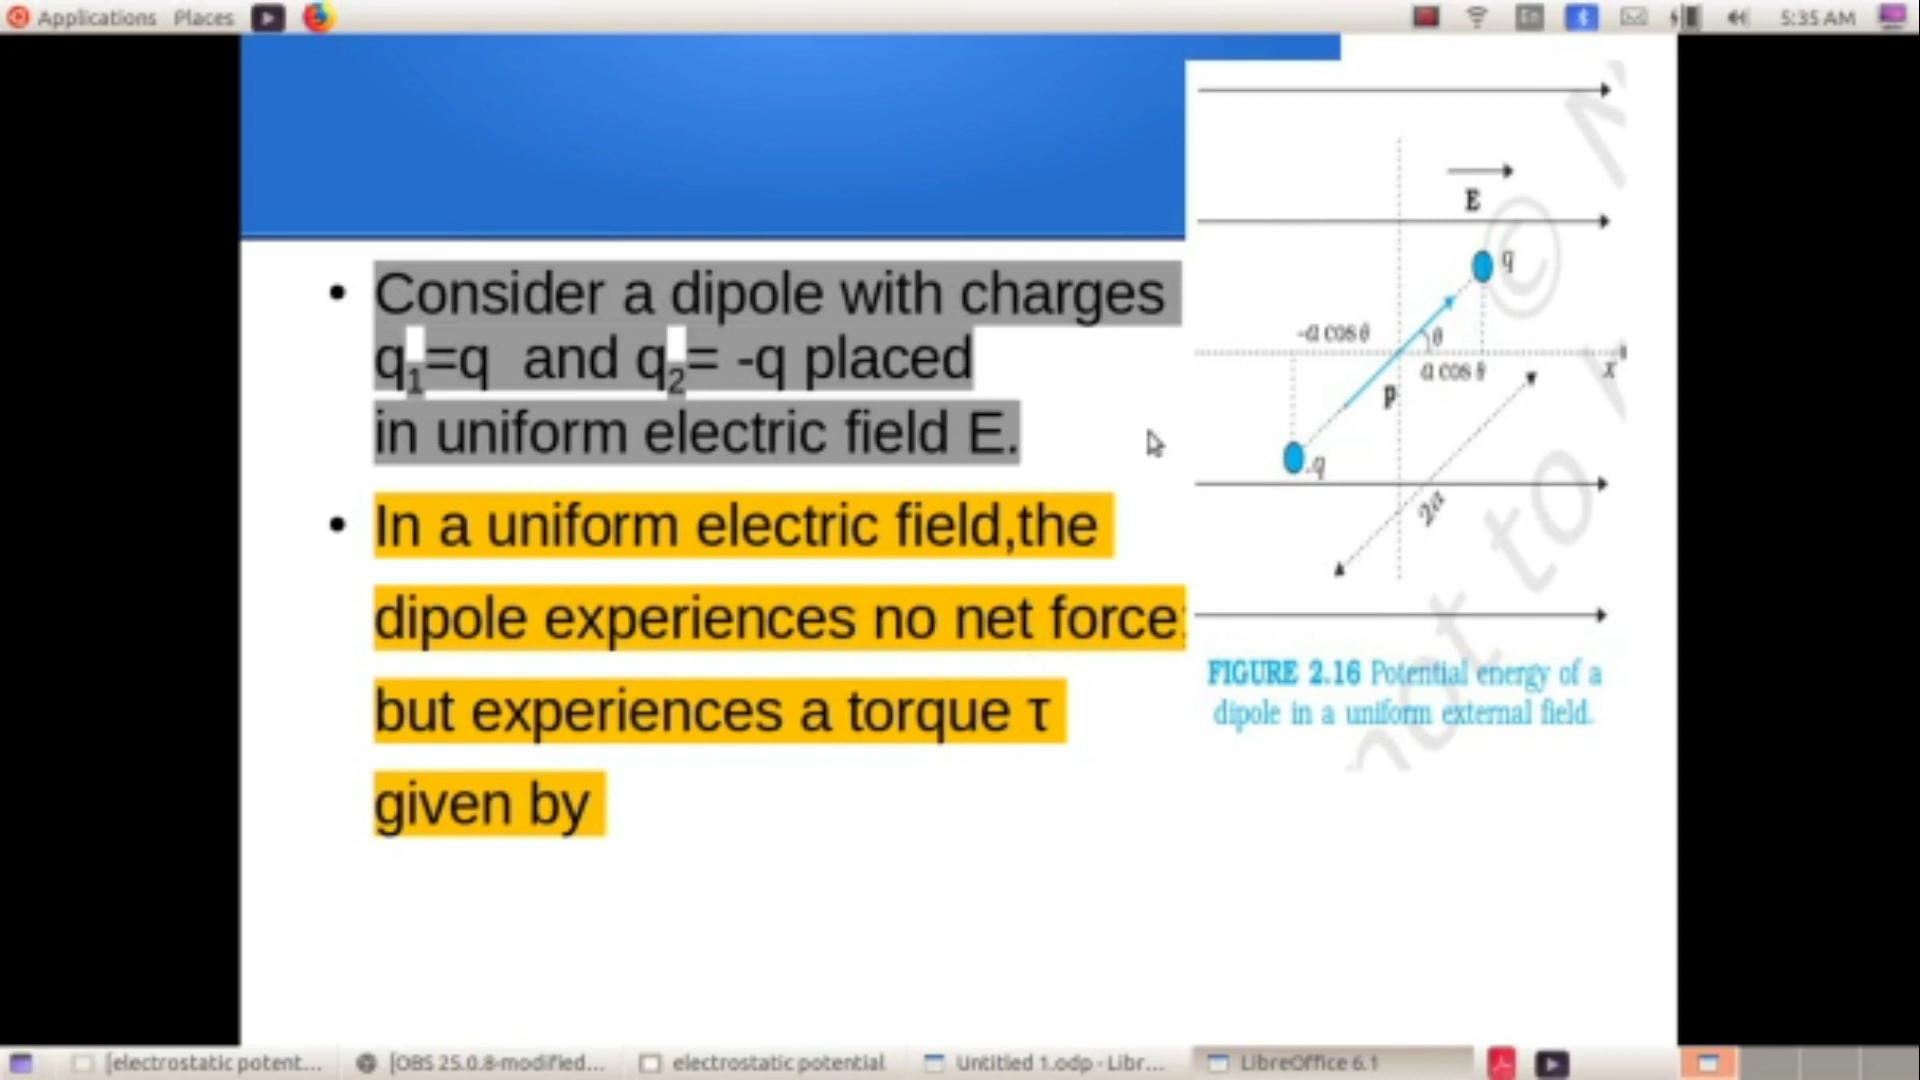 Applications Places
En
5:35 AM
• Consider a dipole with charges
q1=q and q2= -q placed
in uniform electric field E.
• In a uniform electric field,the
dipole experiences no net force;
but experiences a torque τ
given by
E
q
-a cos θ
θ
a cos θ
x
p
-q
2a
FIGURE 2.16 Potential energy of a
dipole in a uniform external field.
©
not to
[electrostatic potent...
[OBS 25.0.8-modified...
electrostatic potential
Untitled 1.odp - Libr...
LibreOffice 6.1